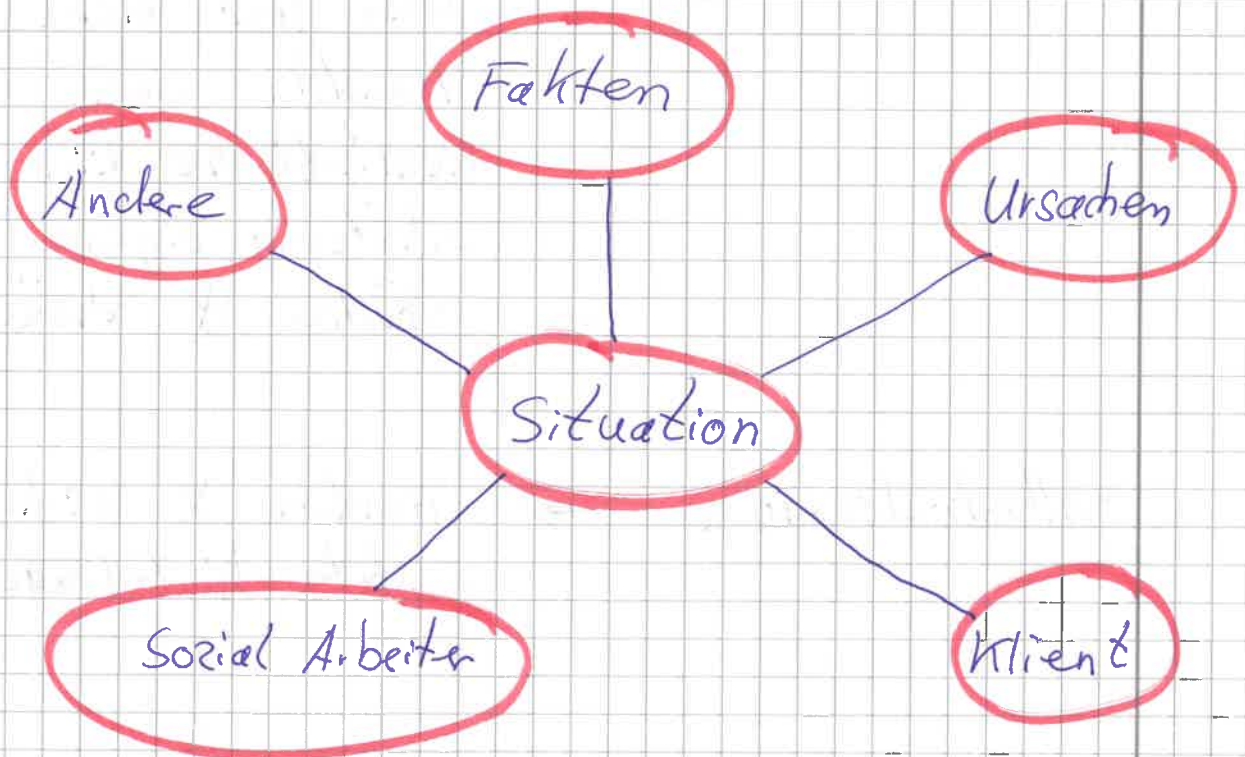 Fakten
Andere
Ursachen
Situation
Sozial Arbeiter
Klient